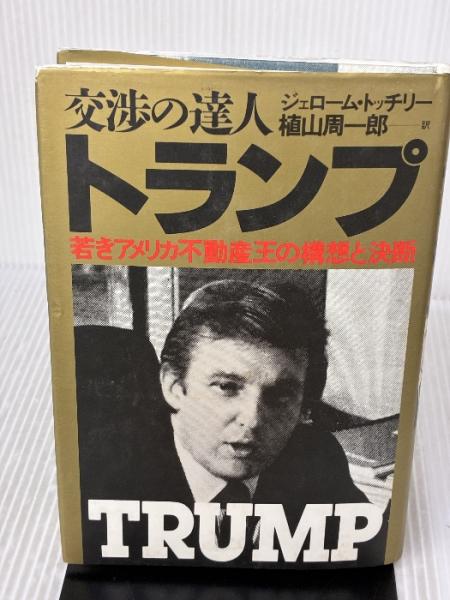 交渉の達人
ジェローム・トッチリー
植山周一郎――訳
トランプ
若きアメリカ不動産王の構想と決断
TRUMP